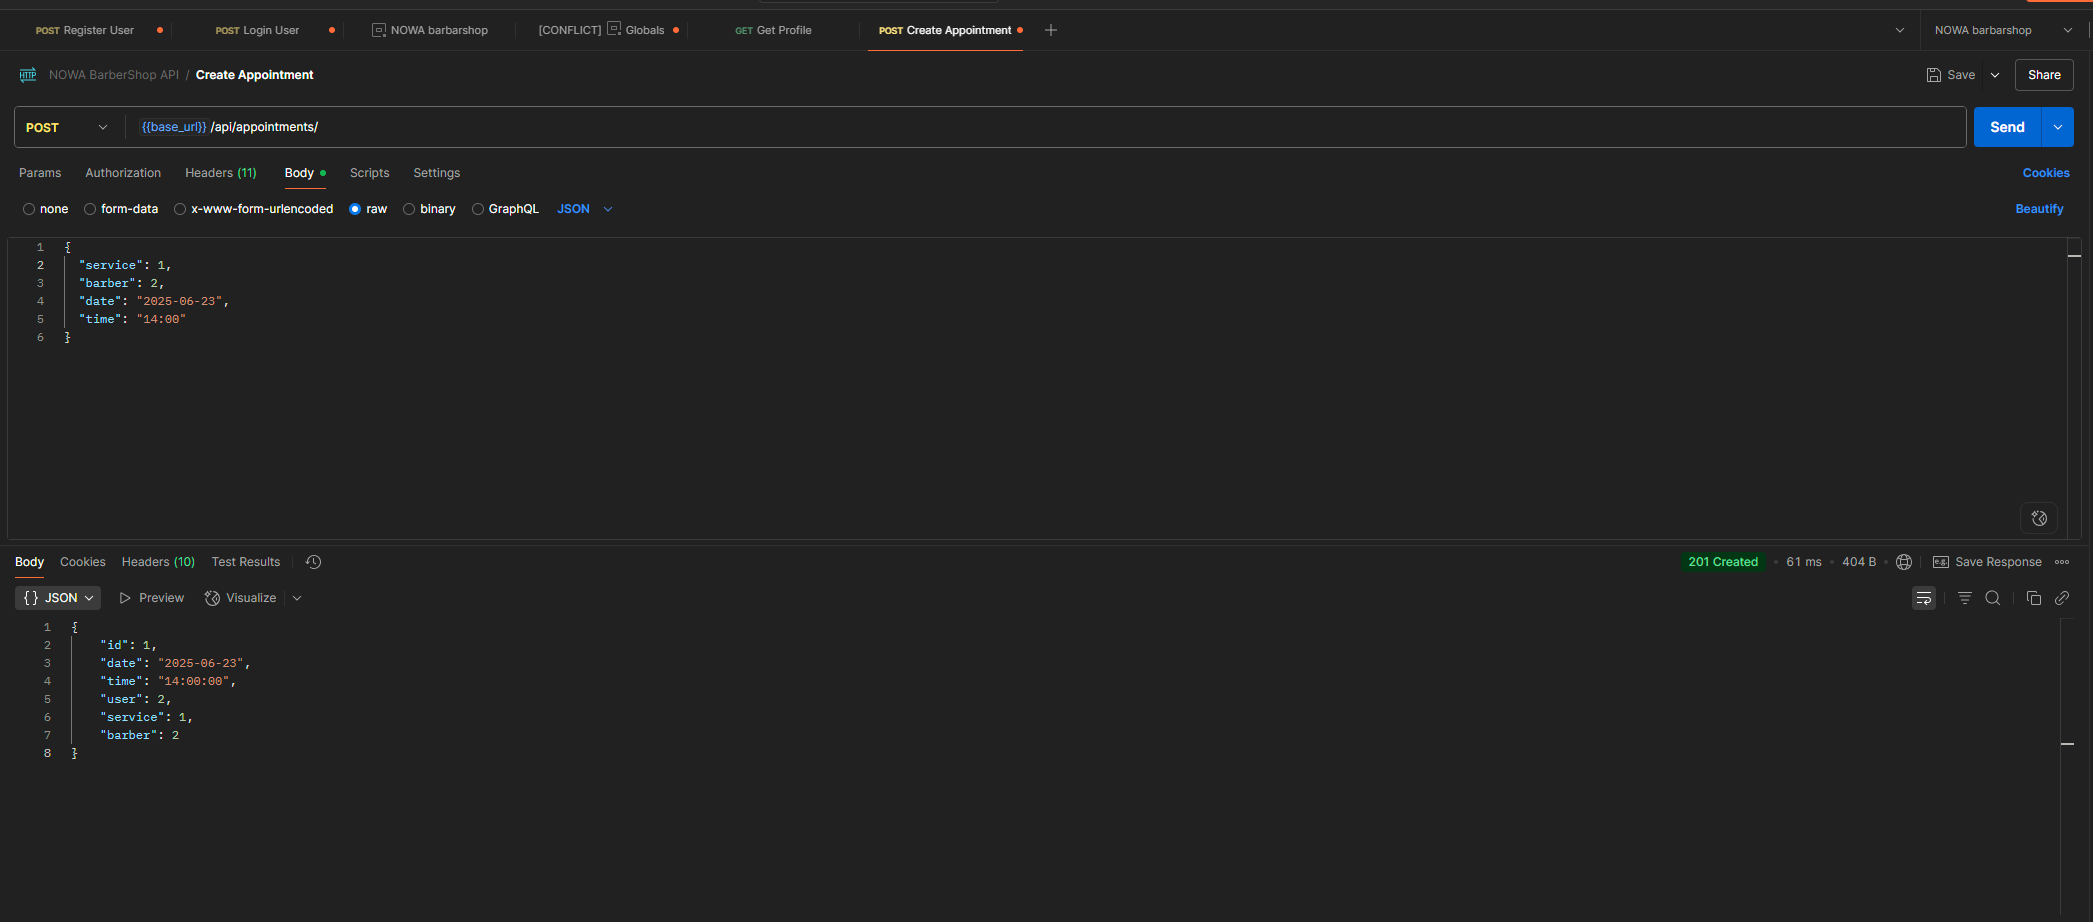 POST Register User
POST Login User
NOWA barbarshop
[CONFLICT] Globals
GET Get Profile
POST Create Appointment
NOWA barbarshop
HTTP NOWA BarberShop API / Create Appointment
Save
Share
POST
{{base_url}} /api/appointments/
Send
Params Authorization Headers (11) Body Scripts Settings
Cookies
none form-data x-www-form-urlencoded raw binary GraphQL JSON
Beautify
1 {
2 "service": 1,
3 "barber": 2,
4 "date": "2025-06-23",
5 "time": "14:00"
6 }
Body Cookies Headers (10) Test Results
201 Created • 61 ms • 404 B
Save Response
{} JSON Preview Visualize
1 {
2 "id": 1,
3 "date": "2025-06-23",
4 "time": "14:00:00",
5 "user": 2,
6 "service": 1,
7 "barber": 2
8 }